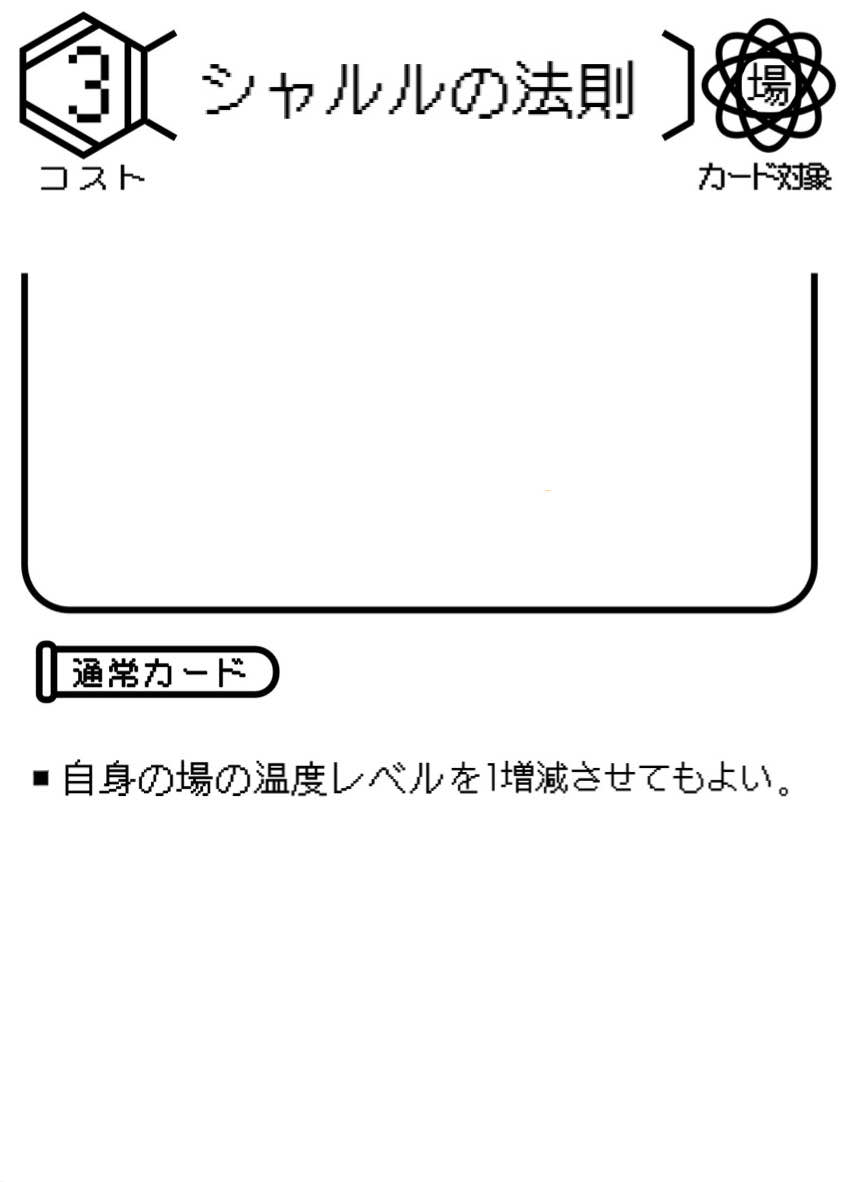 3
シャルルの法則
場
コスト
カード対象
通常カード
■ 自身の場の温度レベルを1増減させてもよい。